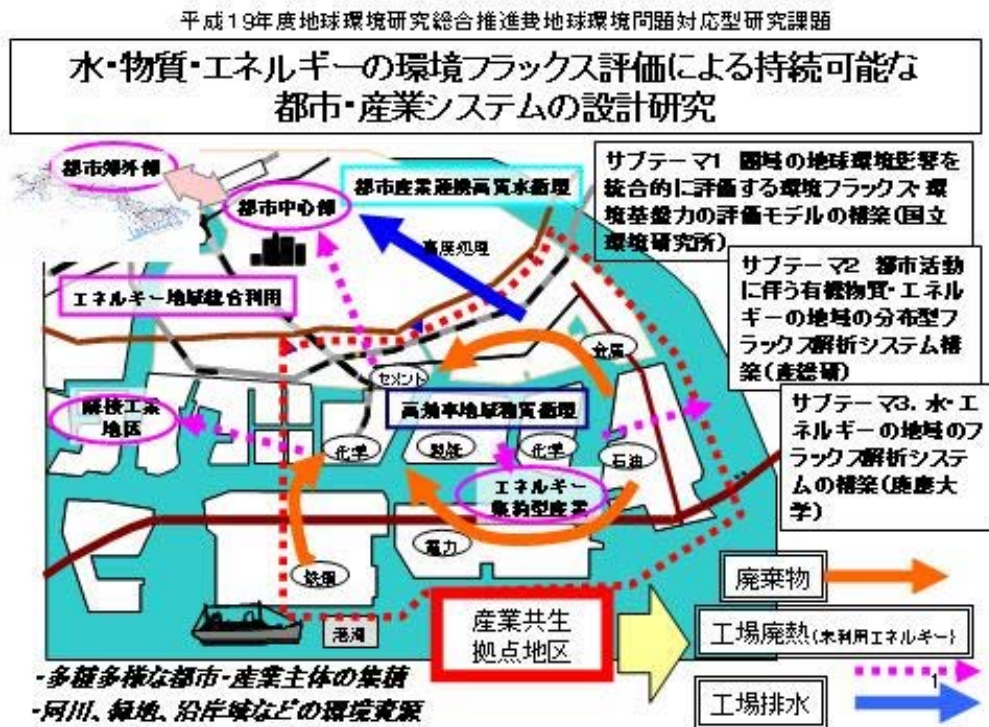 平成19年度地球環境研究総合推進費地球環境問題対応型研究課題
水・物質・エネルギーの環境フラックス評価による持続可能な
都市・産業システムの設計研究
都市郊外部
都市中心部
都市産業連携高質水循環
高度処理
エネルギー地域統合利用
サブテーマ1 圏域の地球環境影響を
統合的に評価する環境フラックス・環
境基盤力の評価モデルの構築(国立
環境研究所)
サブテーマ2 都市活動
に伴う有機物質・エネル
ギーの地域の分布型フ
ラックス解析システム構
築(産総研)
サブテーマ3. 水・エ
ネルギーの地域のフ
ラックス解析システ
ムの構築(慶應大
学)
金属
セメント
高効率地域物質循環
隣接工業
地区
化学
製鉄
化学
石油
エネルギー
集約型産業
電力
鉄鋼
港湾
産業共生
拠点地区
廃棄物
工場廃熱(未利用エネルギー)
工場排水
1
-多種多様な都市・産業主体の集積
-河川、緑地、沿岸域などの環境資源